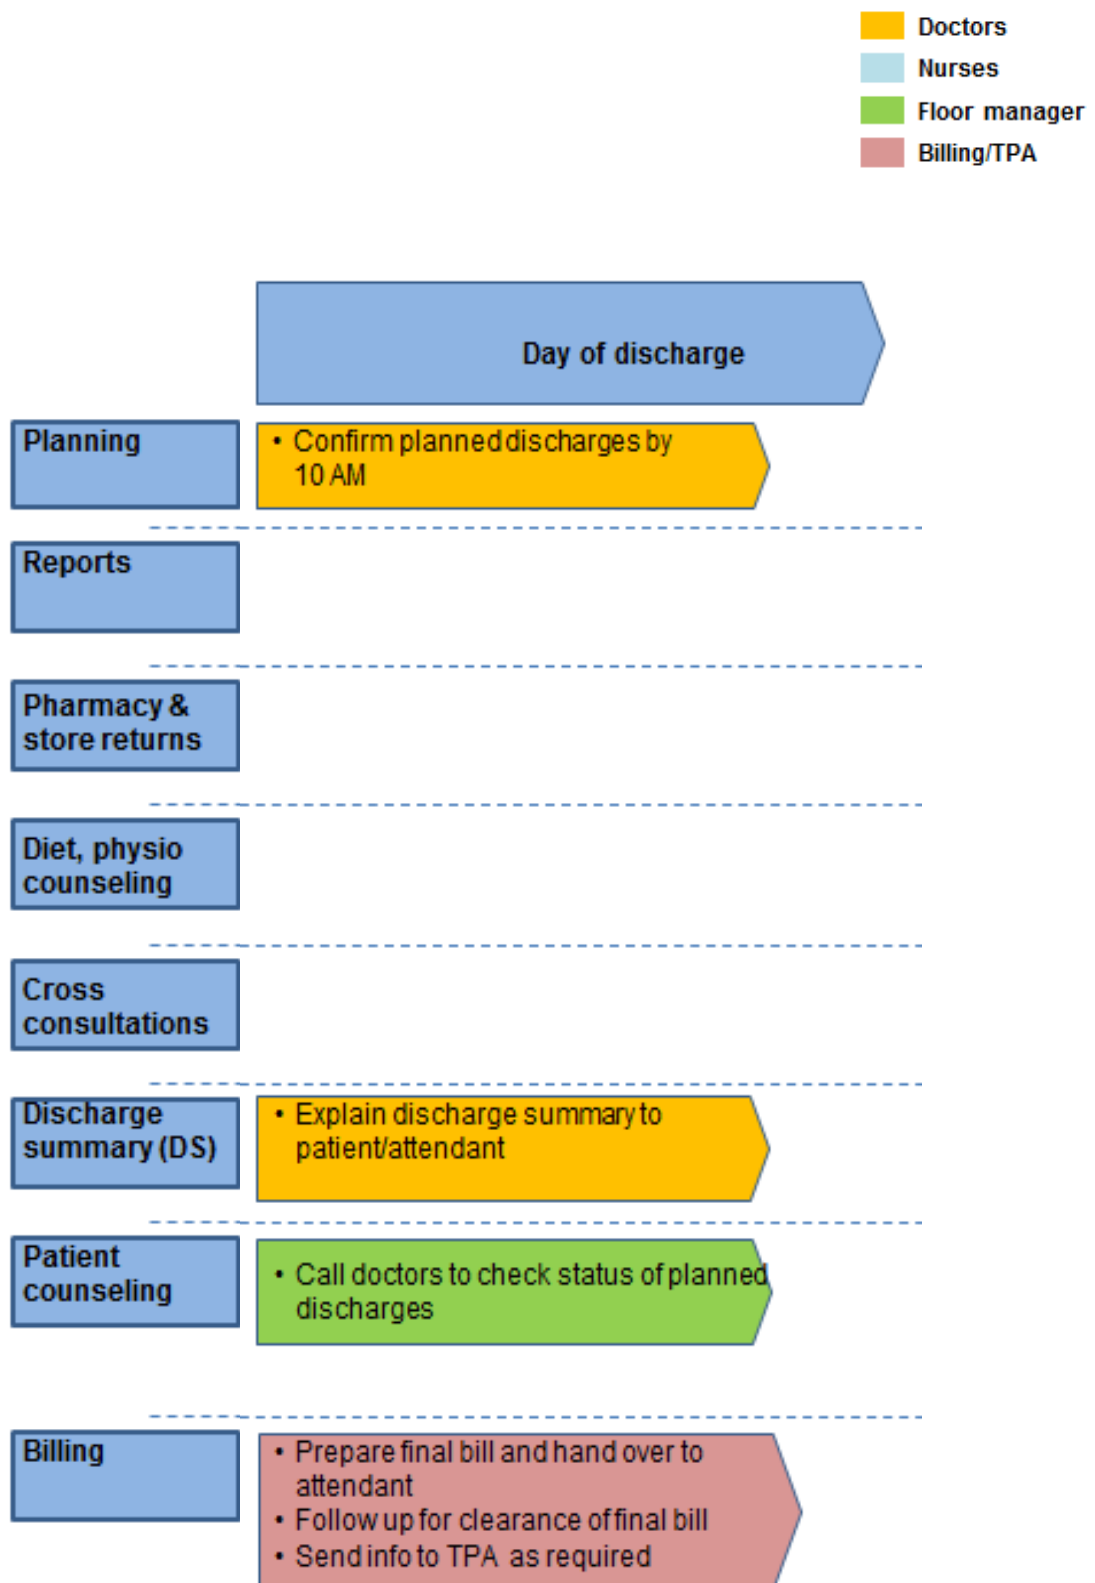 Doctors
Nurses
Floor manager
Billing/TPA
Day of discharge
Planning
• Confirm planned discharges by
10 AM
Reports
Pharmacy &
store returns
Diet, physio
counseling
Cross
consultations
Discharge
summary (DS)
• Explain discharge summary to
patient/attendant
Patient
counseling
• Call doctors to check status of planned
discharges
Billing
• Prepare final bill and hand over to
attendant
• Follow up for clearance of final bill
• Send info to TPA as required